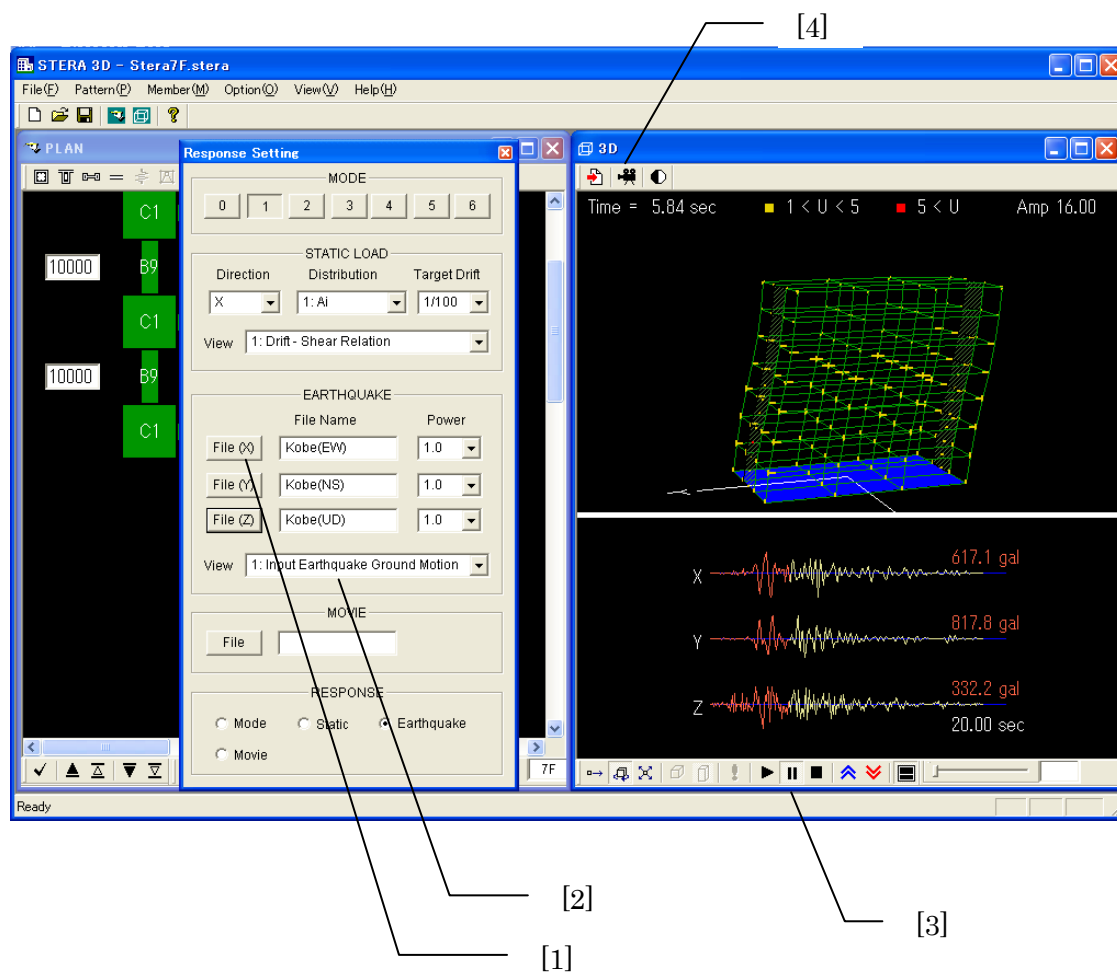 [4]
STERA 3D - Stera7F.stera
File(F) Pattern(P) Member(M) Option(O) View(V) Help(H)
PLAN
Response Setting
3D
MODE
0 1 2 3 4 5 6
Time = 5.84 sec 1 < U < 5 5 < U Amp 16.00
C1
STATIC LOAD
10000 B9
Direction Distribution Target Drift
X 1: Ai 1/100
C1
View 1: Drift - Shear Relation
10000 B9
EARTHQUAKE
File Name Power
C1
File (X) Kobe(EW) 1.0
File (Y) Kobe(NS) 1.0
File (Z) Kobe(UD) 1.0
View 1: Input Earthquake Ground Motion
X 617.1 gal
MOVIE
File
Y 817.8 gal
RESPONSE
Z 332.2 gal
20.00 sec
Mode Static Earthquake
Movie
7F
Ready
[2]
[3]
[1]